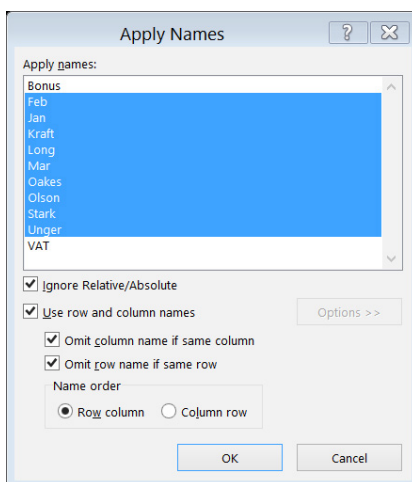 Apply Names ?
Apply names:
Bonus
Feb
Jan
Kraft
Long
Mar
Oakes
Olson
Stark
Unger
VAT
Ignore Relative/Absolute
Use row and column names Options >>
Omit column name if same column
Omit row name if same row
Name order
Row column Column row
OK Cancel